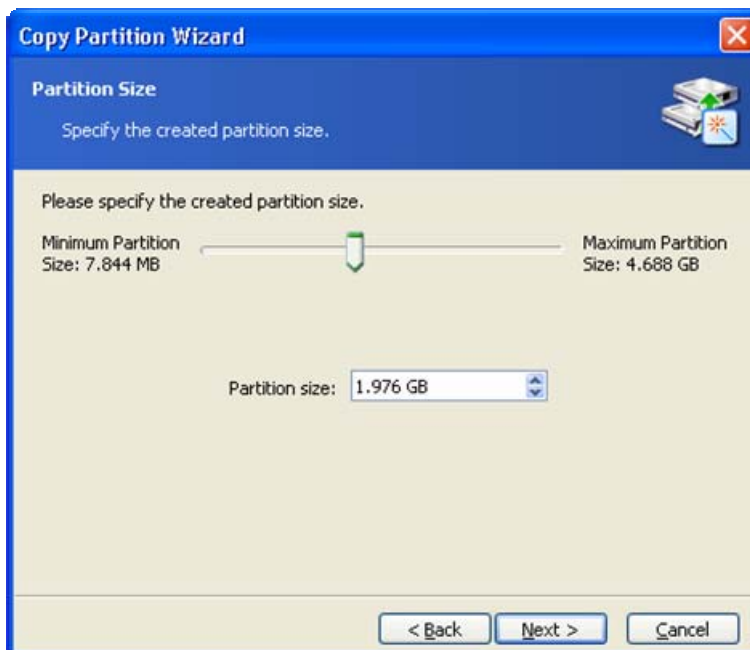 Copy Partition Wizard
Partition Size
Specify the created partition size.
Please specify the created partition size.
Minimum Partition
Size: 7.844 MB
Maximum Partition
Size: 4.688 GB
Partition size: 1.976 GB
< Back Next > Cancel